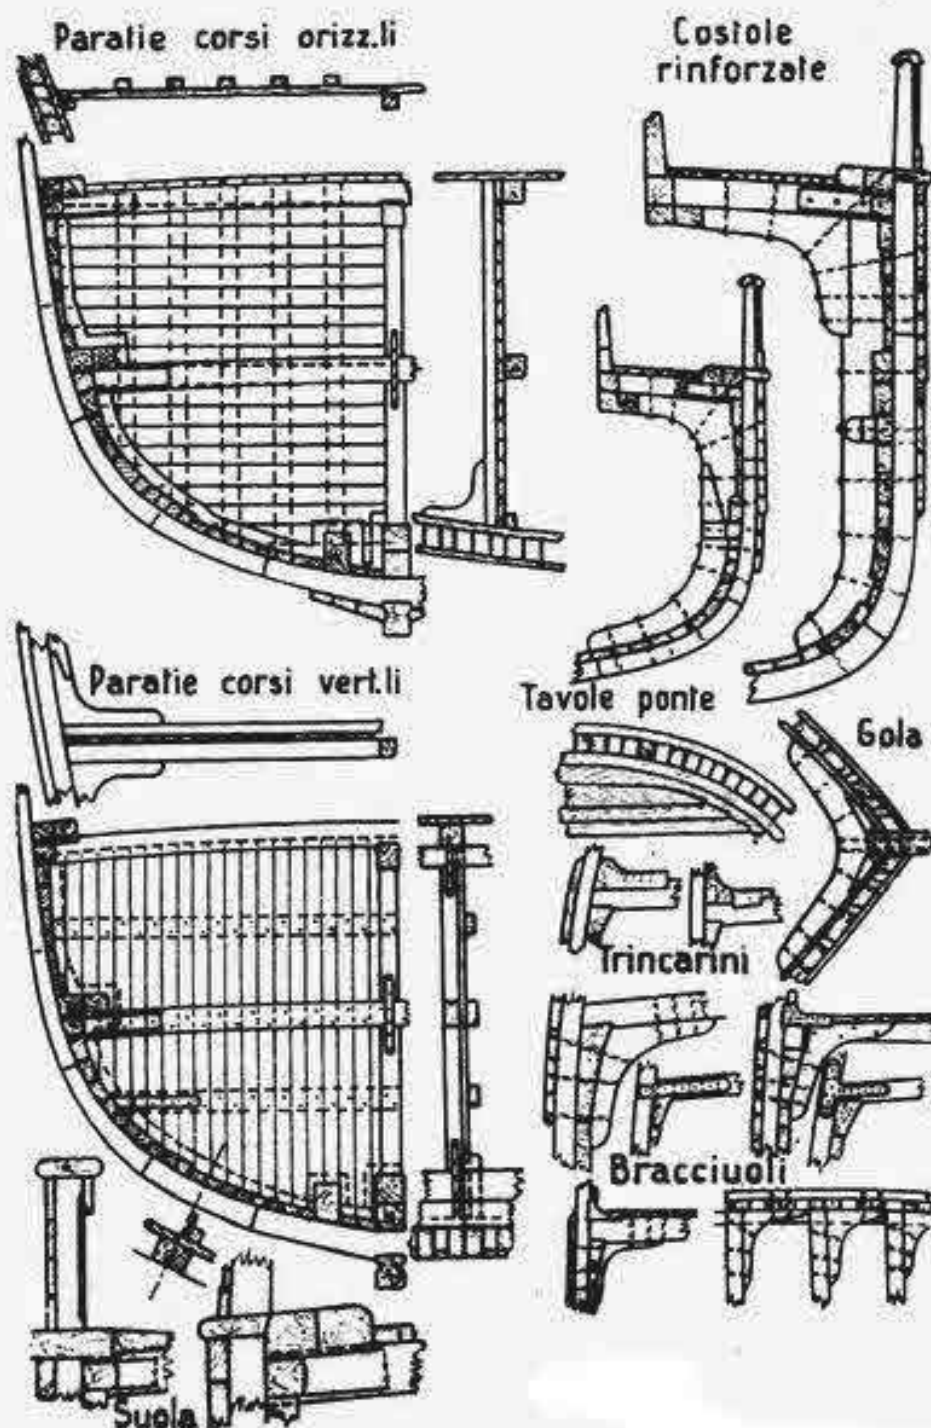 Paratie corsi orizz.li
Costole
rinforzate
Paratie corsi vert.li
Tavole ponte
Gola
Trincarini
Bracciuoli
Suola